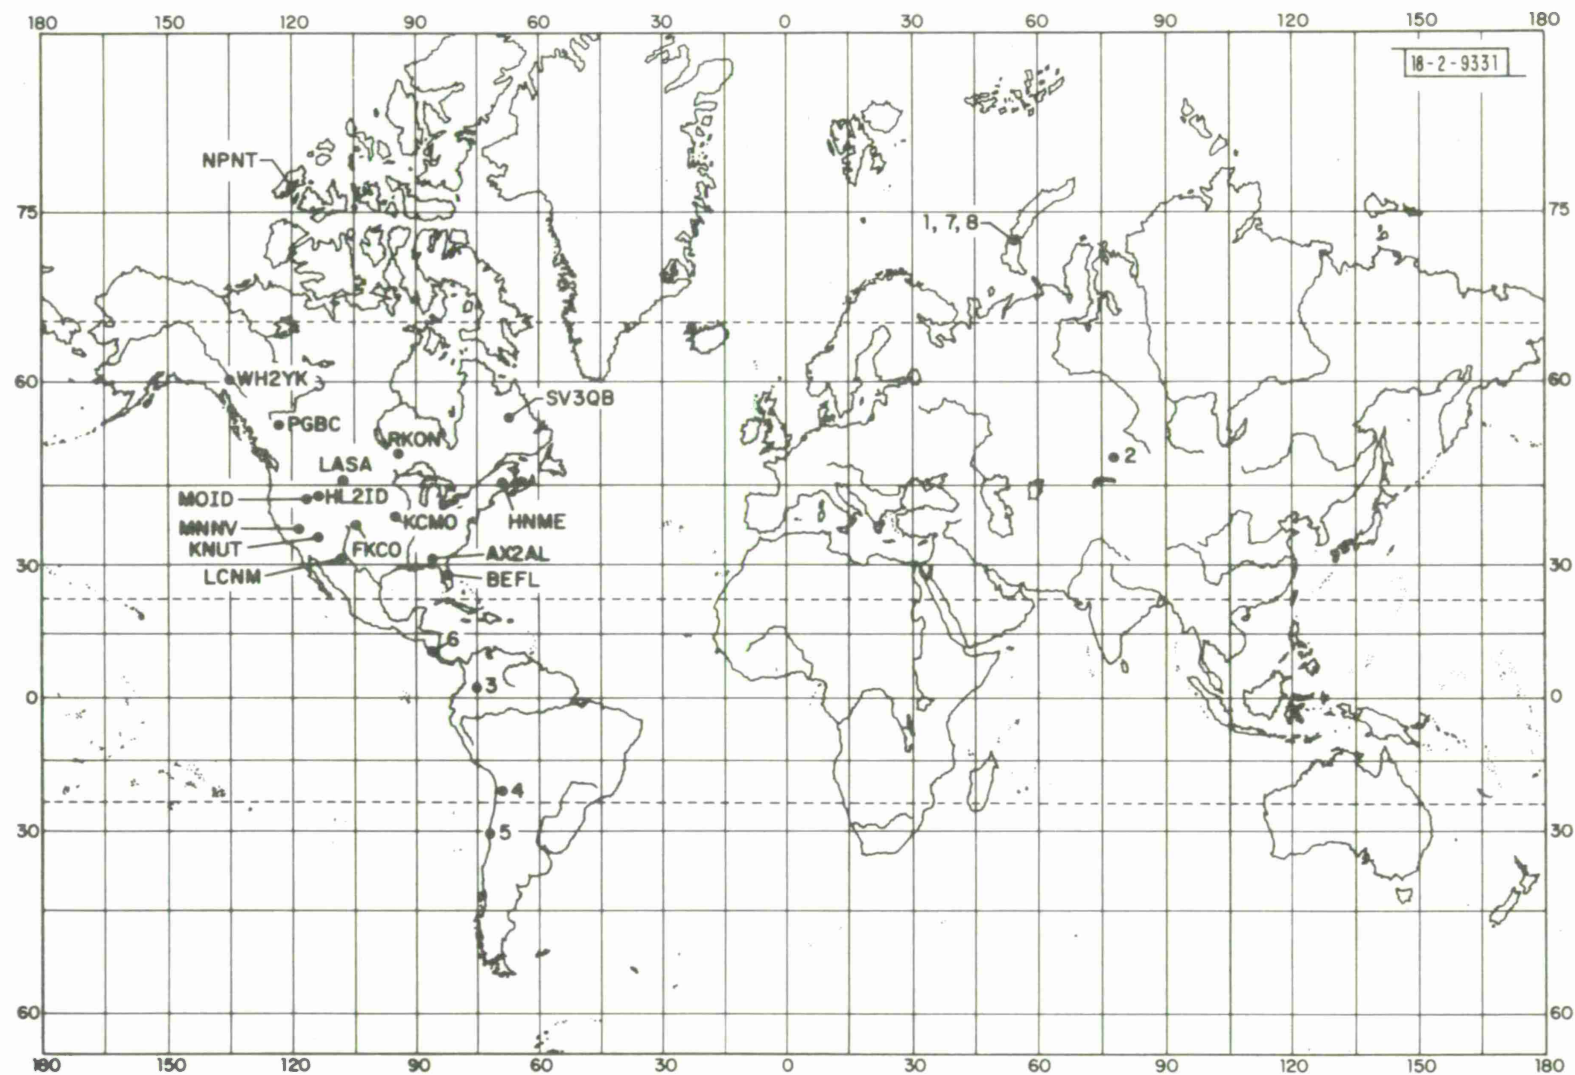 180 150 120 90 60 30 0 30 60 90 120 150 180
18-2-9331
NPNT
75 75
1, 7, 8
60 WH2YK 60
SV3QB
PGBC
RKON
LASA
2
MOID HL2ID
MNNV KCMO HNME
KNUT FKCO AX2AL
LCNM BEFL
30 30
6
3
0 0
4
5
30 30
60 60
180 150 120 90 60 30 0 30 60 90 120 150 180